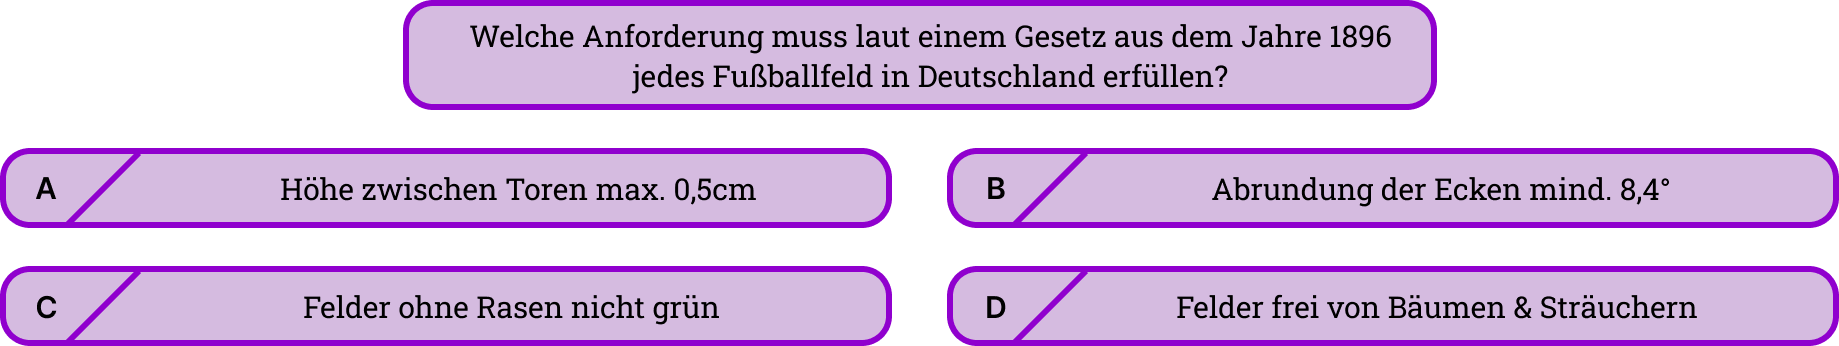 Welche Anforderung muss laut einem Gesetz aus dem Jahre 1896
jedes Fußballfeld in Deutschland erfüllen?
A Höhe zwischen Toren max. 0,5cm
B Abrundung der Ecken mind. 8,4°
C Felder ohne Rasen nicht grün
D Felder frei von Bäumen & Sträuchern